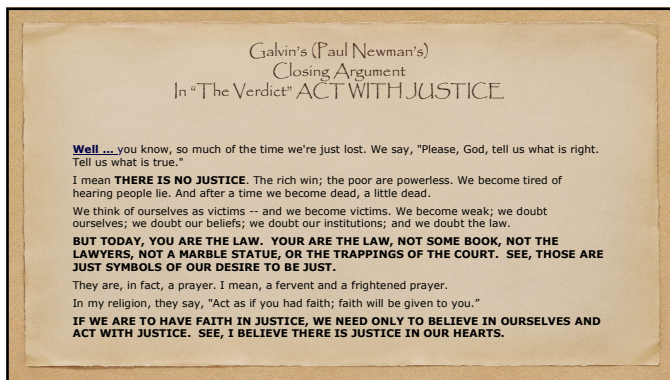 Galvin's (Paul Newman's)
Closing Argument
In "The Verdict" ACT WITH JUSTICE
Well ... you know, so much of the time we're just lost. We say, "Please, God, tell us what is right.
Tell us what is true."
I mean THERE IS NO JUSTICE. The rich win; the poor are powerless. We become tired of
hearing people lie. And after a time we become dead, a little dead.
We think of ourselves as victims -- and we become victims. We become weak; we doubt
ourselves; we doubt our beliefs; we doubt our institutions; and we doubt the law.
BUT TODAY, YOU ARE THE LAW.  YOUR ARE THE LAW, NOT SOME BOOK, NOT THE
LAWYERS, NOT A MARBLE STATUE, OR THE TRAPPINGS OF THE COURT.  SEE, THOSE ARE
JUST SYMBOLS OF OUR DESIRE TO BE JUST.
They are, in fact, a prayer. I mean, a fervent and a frightened prayer.
In my religion, they say, "Act as if you had faith; faith will be given to you."
IF WE ARE TO HAVE FAITH IN JUSTICE, WE NEED ONLY TO BELIEVE IN OURSELVES AND
ACT WITH JUSTICE.  SEE, I BELIEVE THERE IS JUSTICE IN OUR HEARTS.